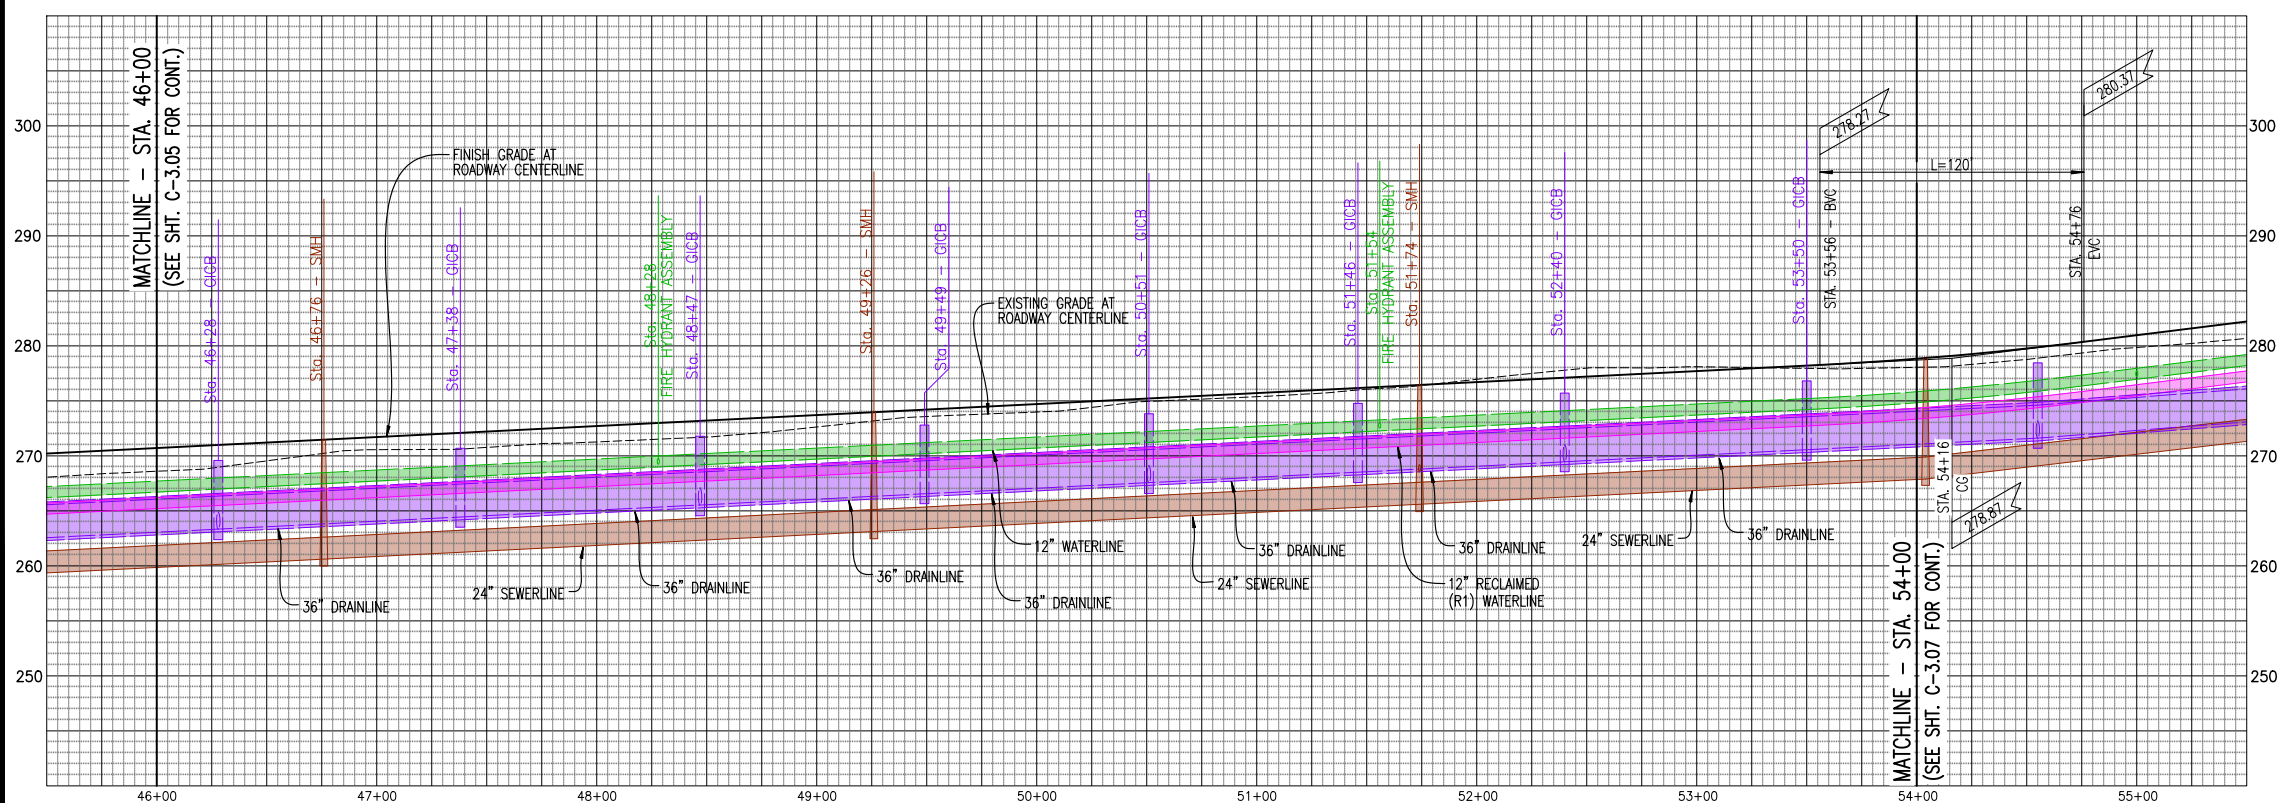 MATCHLINE - STA. 46+00
(SEE SHT. C-3.05 FOR CONT.)
FINISH GRADE AT
ROADWAY CENTERLINE
Sta. 46+28 - GICB
Sta. 46+76 - SMH
Sta. 47+38 - GICB
Sta. 48+28
FIRE HYDRANT ASSEMBLY
Sta. 48+47 - GICB
Sta. 49+26 - SMH
Sta. 49+49 - GICB
EXISTING GRADE AT
ROADWAY CENTERLINE
Sta. 50+51 - GICB
Sta. 51+46 - GICB
Sta. 51+54
FIRE HYDRANT ASSEMBLY
Sta. 51+74 - SMH
Sta. 52+40 - GICB
Sta. 53+50 - GICB
278.27
STA. 53+56 - BVC
L=120'
280.37
STA. 54+76
EVC
STA. 54+16
CG
278.87
MATCHLINE - STA. 54+00
(SEE SHT. C-3.07 FOR CONT.)
36" DRAINLINE
24" SEWERLINE
36" DRAINLINE
36" DRAINLINE
12" WATERLINE
36" DRAINLINE
24" SEWERLINE
36" DRAINLINE
36" DRAINLINE
12" RECLAIMED
(R1) WATERLINE
24" SEWERLINE
36" DRAINLINE
300
290
280
270
260
250
300
290
280
270
260
250
46+00
47+00
48+00
49+00
50+00
51+00
52+00
53+00
54+00
55+00